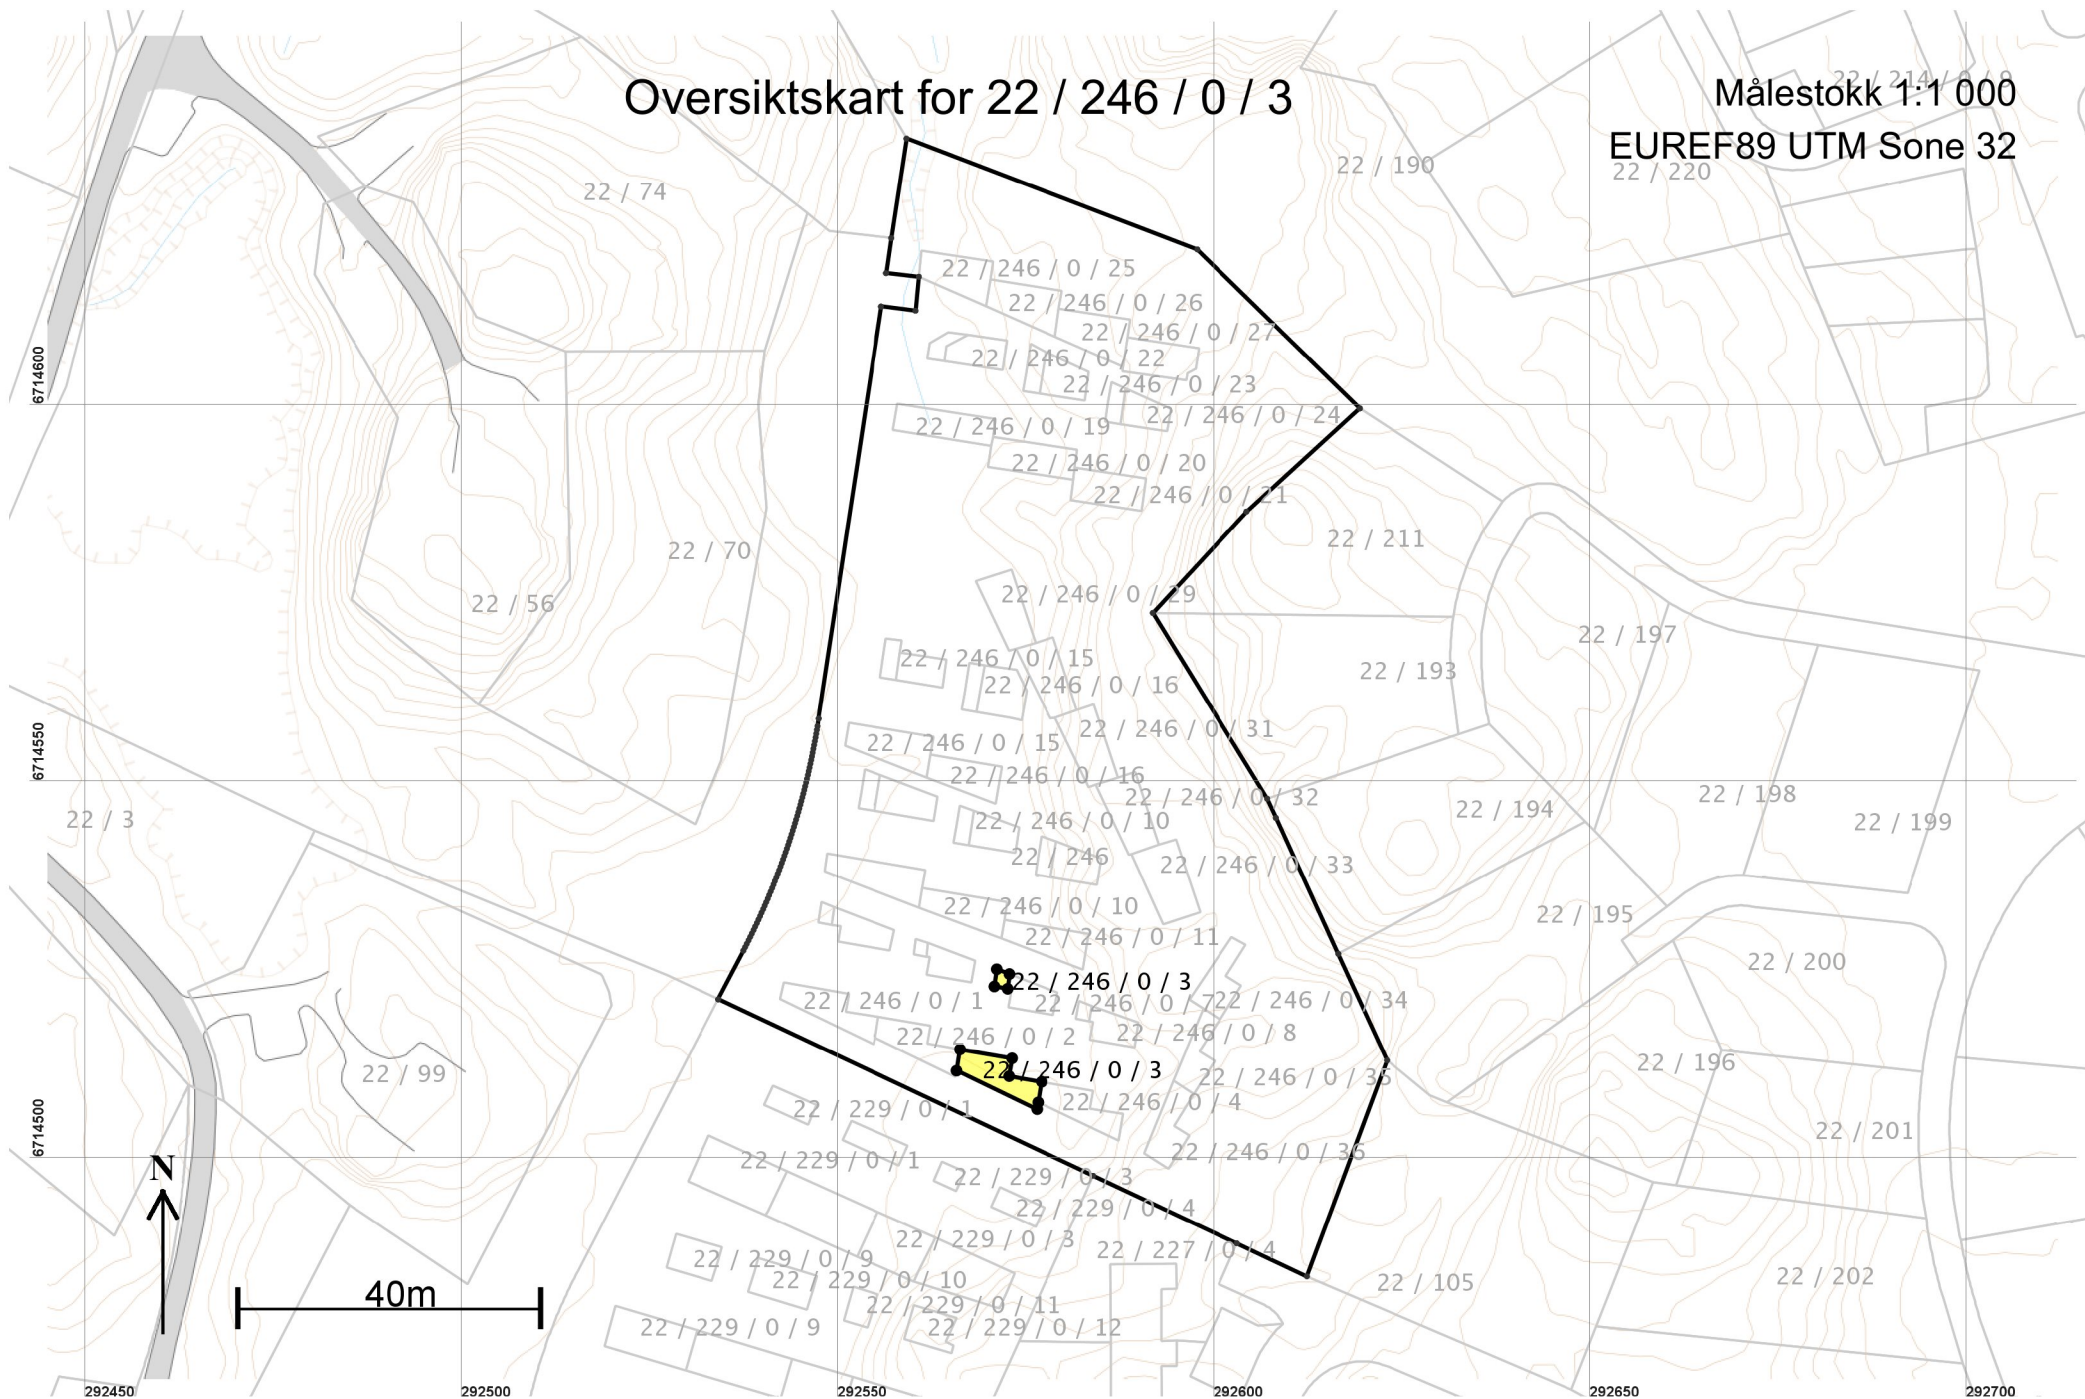 22 / 214 / 0 / 8
Oversiktskart for 22 / 246 / 0 / 3
Målestokk 1:1 000
EUREF89 UTM Sone 32
22 / 190
22 / 220
22 / 74
22 / 246 / 0 / 25
22 / 246 / 0 / 26
22 / 246 / 0 / 27
22 / 246 / 0 / 22
22 / 246 / 0 / 23
6714600
22 / 246 / 0 / 24
22 / 246 / 0 / 19
22 / 246 / 0 / 20
22 / 246 / 0 / 21
22 / 211
22 / 70
22 / 246 / 0 / 29
22 / 56
22 / 197
22 / 246 / 0 / 15
22 / 193
22 / 246 / 0 / 16
22 / 246 / 0 / 31
22 / 246 / 0 / 15
6714550
22 / 246 / 0 / 16
22 / 246 / 0 / 32
22 / 198
22 / 194
22 / 3
22 / 246 / 0 / 10
22 / 199
22 / 246
22 / 246 / 0 / 33
22 / 246 / 0 / 10
22 / 195
22 / 246 / 0 / 11
22 / 200
22 / 246 / 0 / 3
22 / 246 / 0 / 1
22 / 246 / 0 / 7
22 / 246 / 0 / 34
22 / 246 / 0 / 2
22 / 246 / 0 / 8
22 / 196
22 / 99
22 / 246 / 0 / 3
22 / 246 / 0 / 35
22 / 246 / 0 / 4
22 / 229 / 0 / 1
22 / 201
6714500
22 / 246 / 0 / 36
22 / 229 / 0 / 1
N
22 / 229 / 0 / 3
22 / 229 / 0 / 4
22 / 229 / 0 / 3
22 / 227 / 0 / 4
22 / 229 / 0 / 9
22 / 229 / 0 / 10
22 / 105
22 / 202
40m
22 / 229 / 0 / 11
22 / 229 / 0 / 9
22 / 229 / 0 / 12
292450
292500
292550
292600
292650
292700